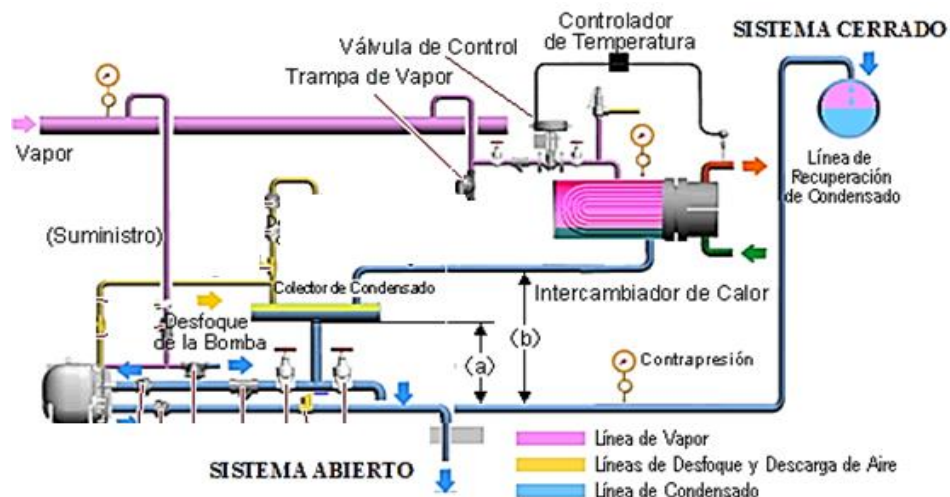 SISTEMA CERRADO
Controlador
de Temperatura
Válvula de Control
Trampa de Vapor
Vapor
Línea de
Recuperación
de Condensado
(Suministro)
Colector de Condensado
Intercambiador de Calor
Desfoque
de la Bomba
(a)
(b)
Contrapresión
SISTEMA ABIERTO
Línea de Vapor
Líneas de Desfoque y Descarga de Aire
Línea de Condensado